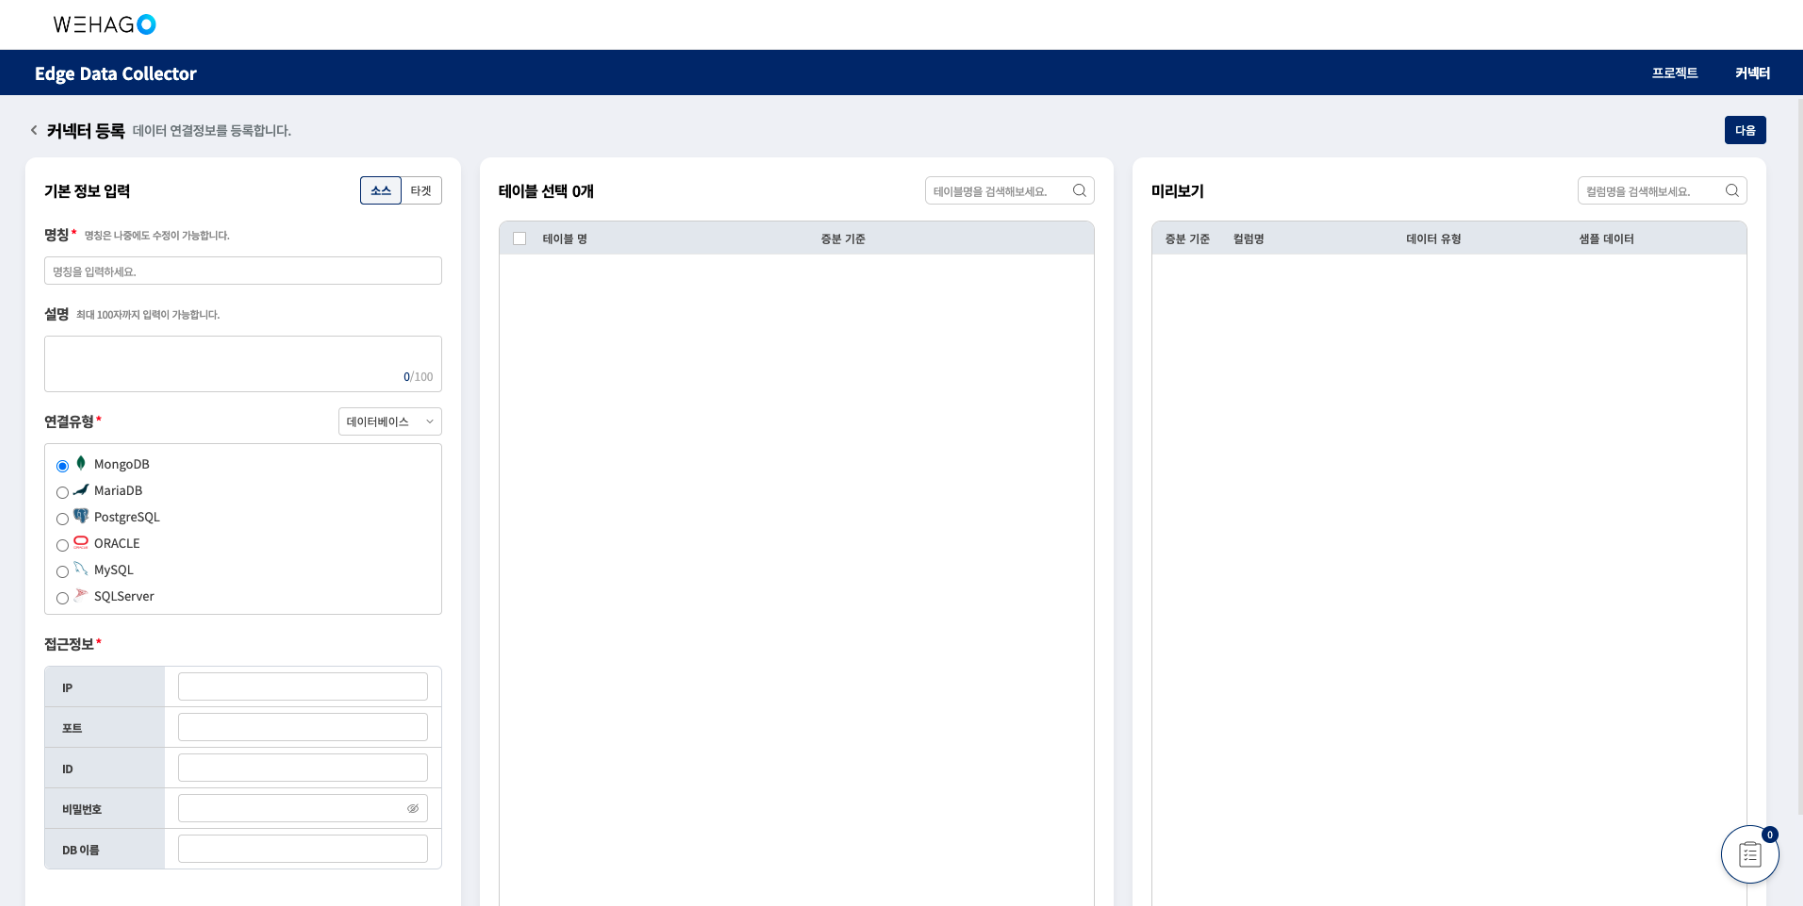 WEHAGO
Edge Data Collector
프로젝트
커넥터
커넥터 등록 데이터 연결정보를 등록합니다.
다음
기본 정보 입력
소스
타겟
명칭* 명칭은 나중에도 수정이 가능합니다.
명칭을 입력하세요.
설명 최대 100자까지 입력이 가능합니다.
0/100
연결유형*
데이터베이스
MongoDB
MariaDB
PostgreSQL
ORACLE
MySQL
SQLServer
접근정보*
IP
포트
ID
비밀번호
DB 이름
테이블 선택 0개
테이블명을 검색해보세요.
테이블 명
증분 기준
미리보기
컬럼명을 검색해보세요.
증분 기준
컬럼명
데이터 유형
샘플 데이터
0